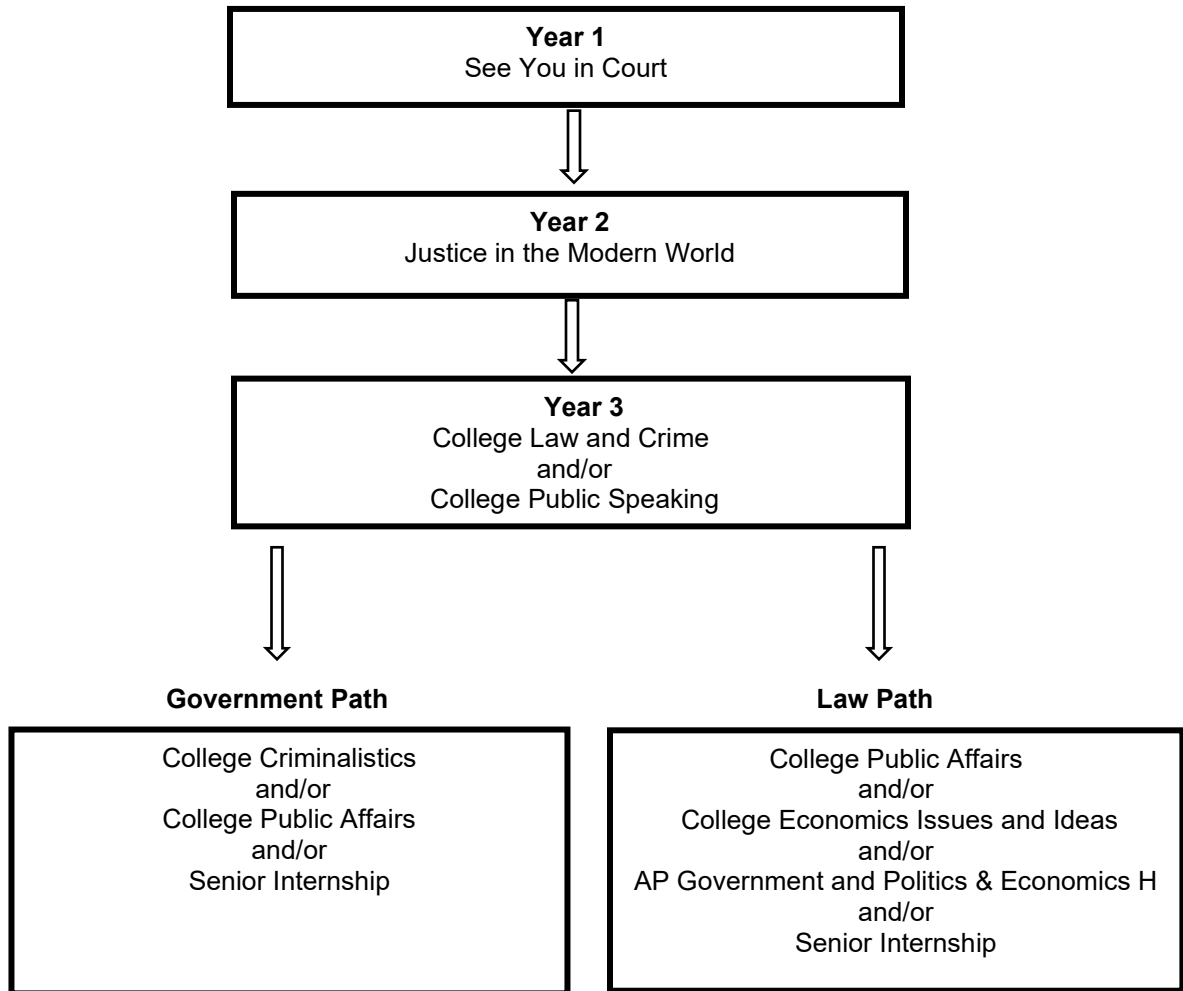 Year 1
See You in Court
Year 2
Justice in the Modern World
Year 3
College Law and Crime
and/or
College Public Speaking
Government Path
College Criminalistics
and/or
College Public Affairs
and/or
Senior Internship
Law Path
College Public Affairs
and/or
College Economics Issues and Ideas
and/or
AP Government and Politics & Economics H
and/or
Senior Internship